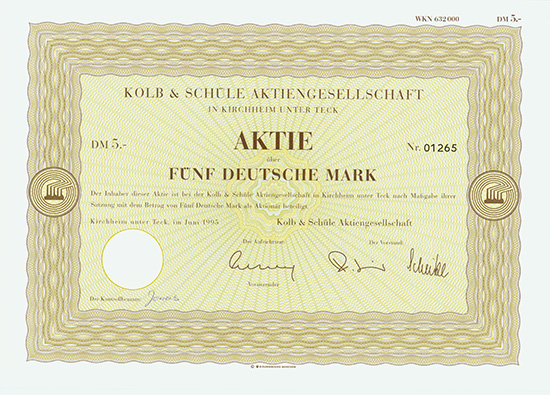 WKN 632 000 DM 5.-
KOLB & SCHÜLE AKTIENGESELLSCHAFT
IN KIRCHHEIM UNTER TECK
DM 5.- AKTIE Nr. 01265
über
FÜNF DEUTSCHE MARK
Der Inhaber dieser Aktie ist bei der Kolb & Schüle Aktiengesellschaft in Kirchheim unter Teck nach Maßgabe ihrer
Satzung mit dem Betrag von Fünf Deutsche Mark als Aktionär beteiligt.
Kirchheim unter Teck, im Juni 1995 Kolb & Schüle Aktiengesellschaft
Der Aufsichtsrat: Der Vorstand:
Vorsitzender
Der Kontrollbeamte: